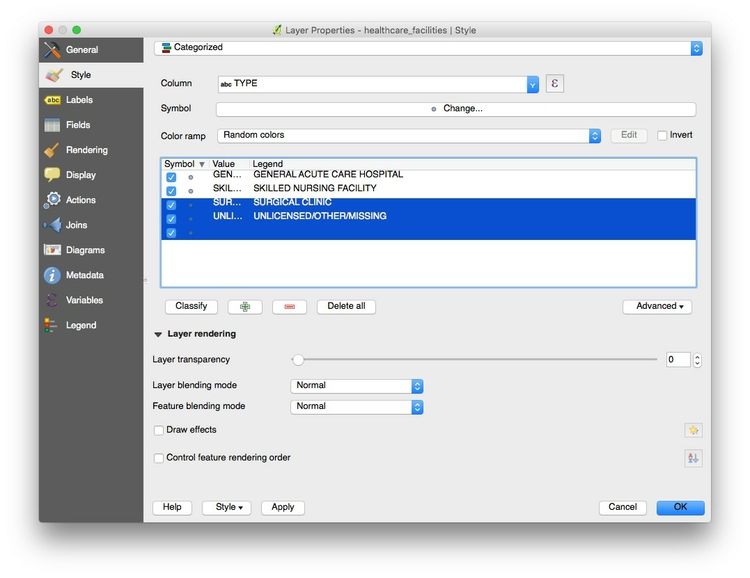 Layer Properties - healthcare_facilities | Style
General
Categorized
Style
Column
abc TYPE
ε
Labels
abc
Symbol
Change...
Fields
Color ramp
Random colors
Edit
Invert
Rendering
Symbol Value Legend
Display
GEN... GENERAL ACUTE CARE HOSPITAL
SKIL... SKILLED NURSING FACILITY
Actions
SUR... SURGICAL CLINIC
UNLI... UNLICENSED/OTHER/MISSING
Joins
Diagrams
Metadata
Variables
Classify
Delete all
Advanced
Legend
Layer rendering
Layer transparency
0
Layer blending mode
Normal
Feature blending mode
Normal
Draw effects
Control feature rendering order
Help
Style
Apply
Cancel
OK